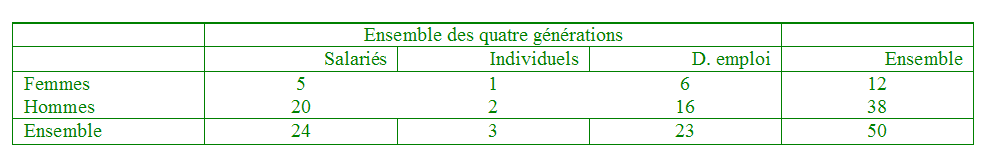 Ensemble des quatre générations
Salariés Individuels D. emploi Ensemble
Femmes 5 1 6 12
Hommes 20 2 16 38
Ensemble 24 3 23 50